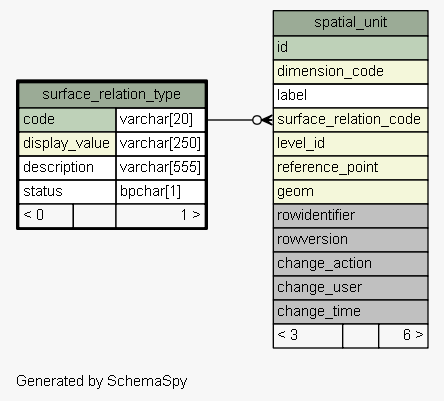 surface_relation_type
code varchar[20]
display_value varchar[250]
description varchar[555]
status bpchar[1]
< 0 1 >
spatial_unit
id
dimension_code
label
surface_relation_code
level_id
reference_point
geom
rowidentifier
rowversion
change_action
change_user
change_time
< 3 6 >
Generated by SchemaSpy